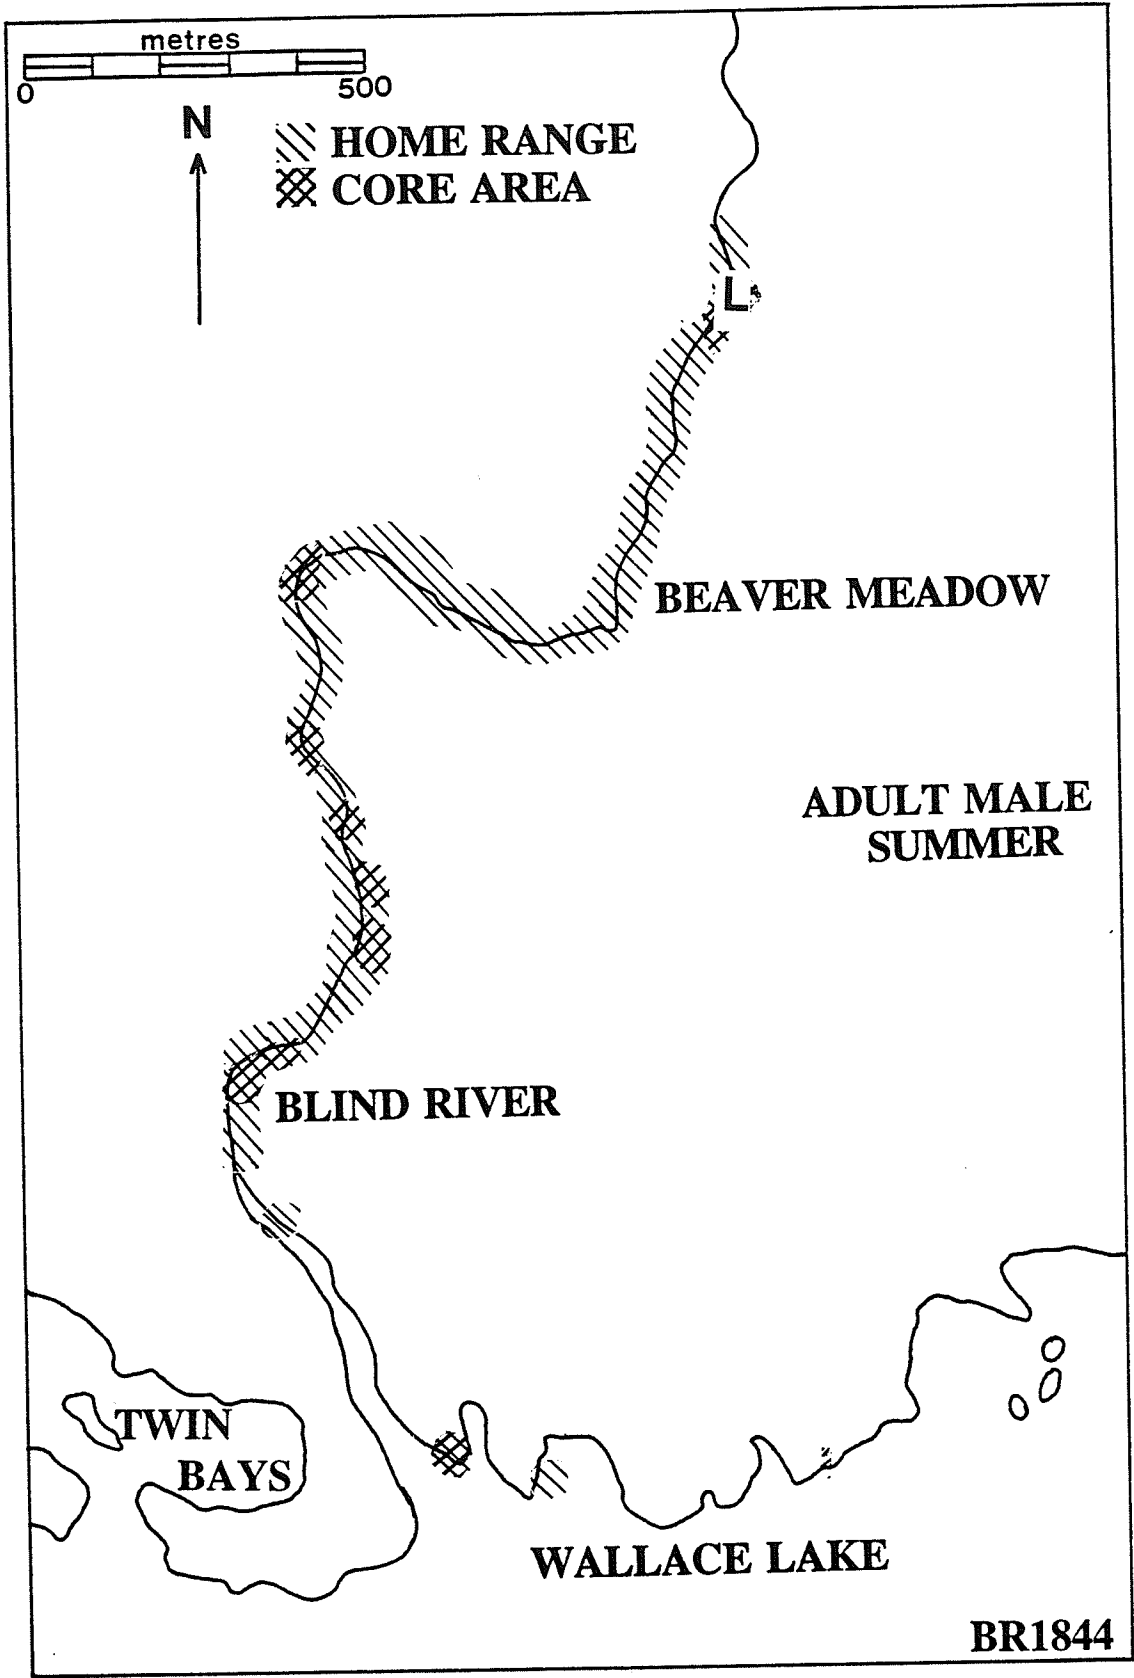 metres
0 500
N
HOME RANGE
CORE AREA
L
BEAVER MEADOW
ADULT MALE
SUMMER
BLIND RIVER
TWIN
BAYS
WALLACE LAKE
BR1844